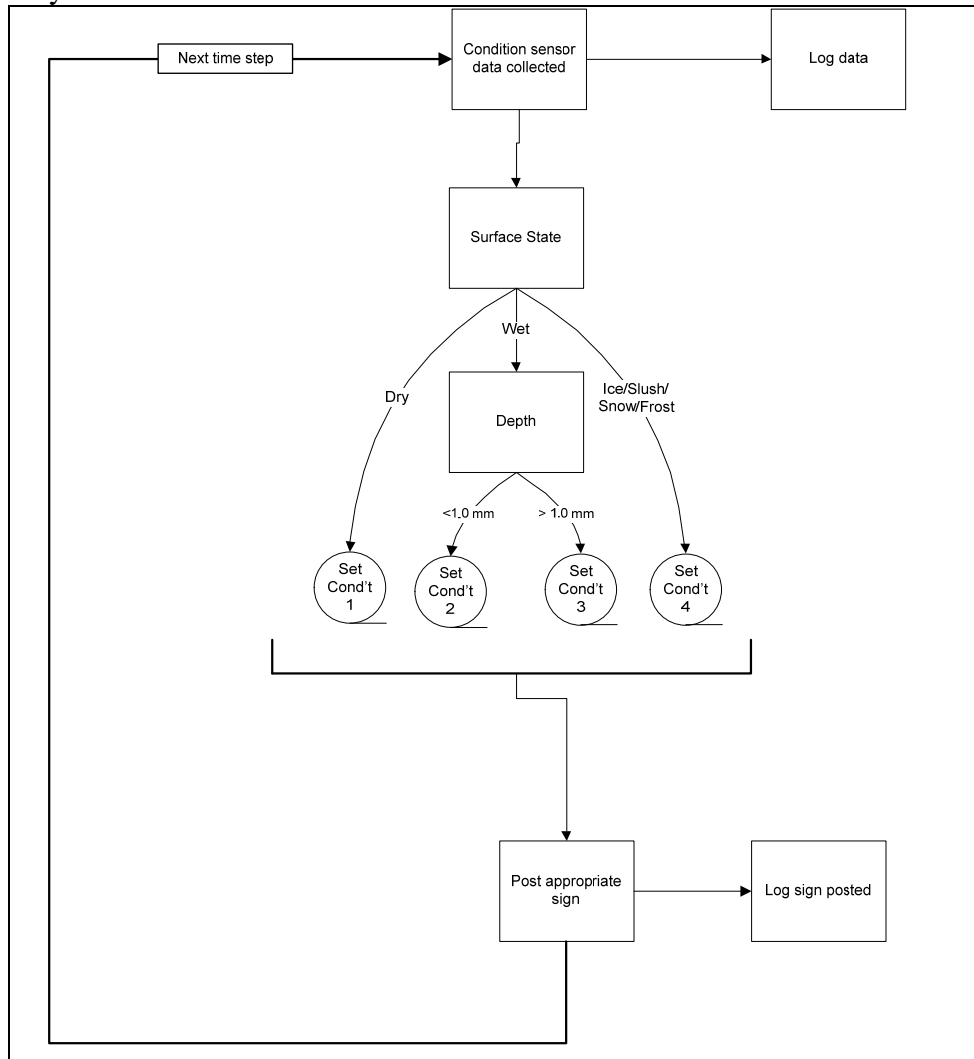 Next time step
Condition sensor
data collected
Log data
Surface State
Wet
Dry
Ice/Slush/
Snow/Frost
Depth
<1.0 mm
> 1.0 mm
Set
Cond't
1
Set
Cond't
2
Set
Cond't
3
Set
Cond't
4
Post appropriate
sign
Log sign posted